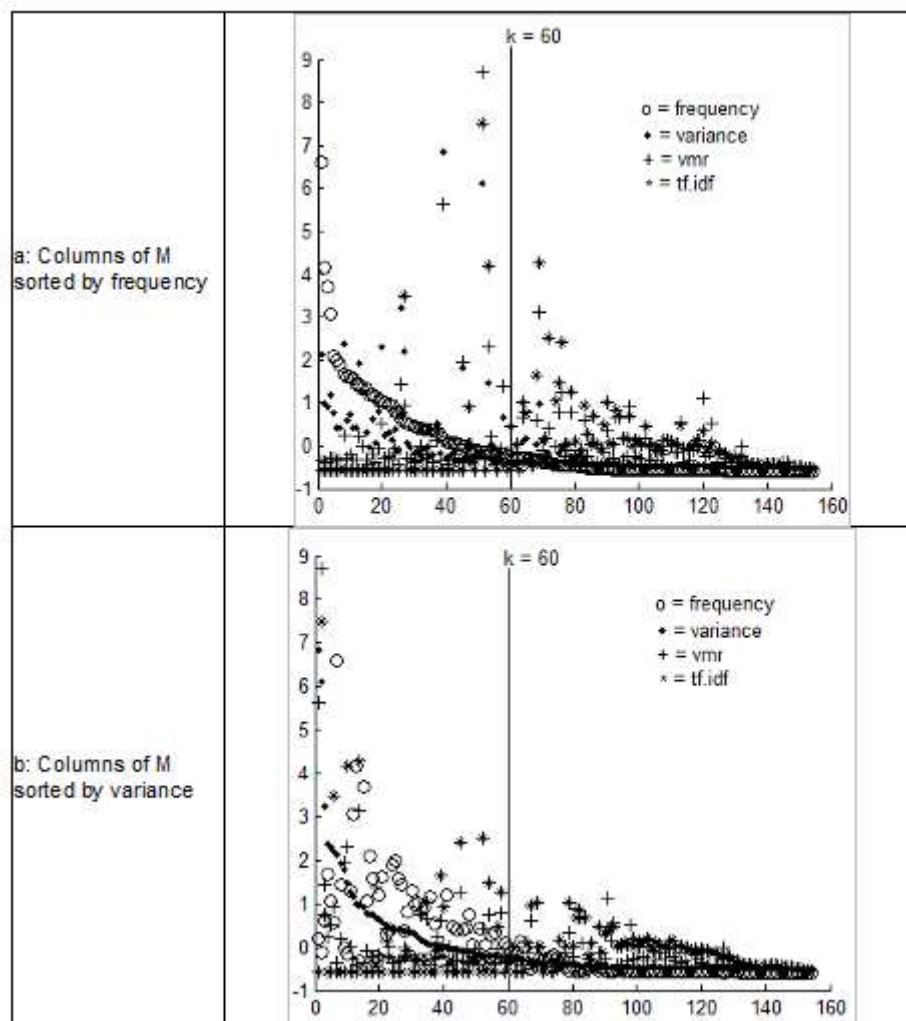 k = 60
9
8
7
6
5
4
3
2
1
0
-1
o = frequency
• = variance
+ = vmr
* = tf.idf
a: Columns of M
sorted by frequency
0 20 40 60 80 100 120 140 160
k = 60
9
8
7
6
5
4
3
2
1
0
-1
o = frequency
• = variance
+ = vmr
* = tf.idf
b: Columns of M
sorted by variance
0 20 40 60 80 100 120 140 160